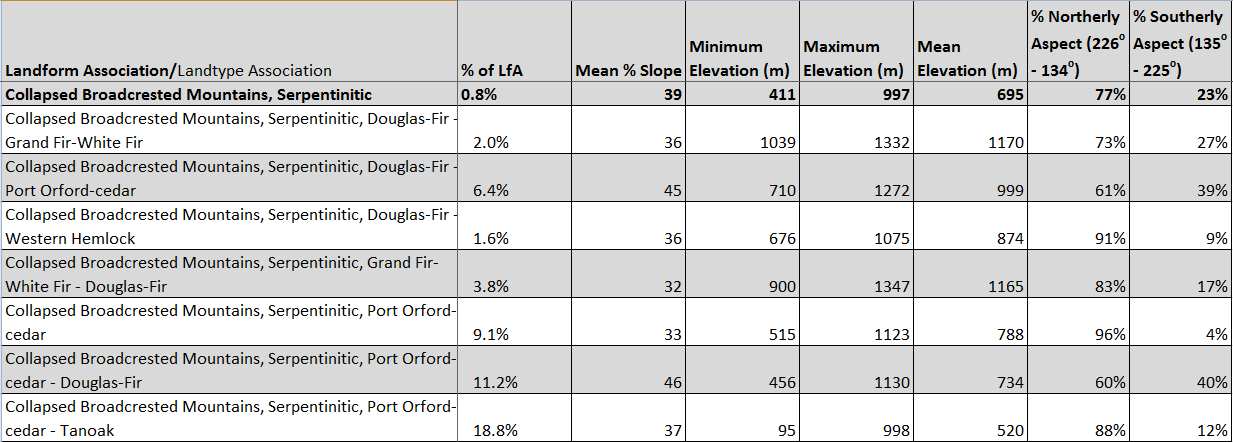 Landform Association/Landtype Association % of LfA Mean % Slope Minimum Elevation (m) Maximum Elevation (m) Mean Elevation (m) % Northerly Aspect (226° - 134°) % Southerly Aspect (135° - 225°)
Collapsed Broadcrested Mountains, Serpentinitic 0.8% 39 411 997 695 77% 23%
Collapsed Broadcrested Mountains, Serpentinitic, Douglas-Fir -
Grand Fir-White Fir 2.0% 36 1039 1332 1170 73% 27%
Collapsed Broadcrested Mountains, Serpentinitic, Douglas-Fir -
Port Orford-cedar 6.4% 45 710 1272 999 61% 39%
Collapsed Broadcrested Mountains, Serpentinitic, Douglas-Fir -
Western Hemlock 1.6% 36 676 1075 874 91% 9%
Collapsed Broadcrested Mountains, Serpentinitic, Grand Fir-
White Fir - Douglas-Fir 3.8% 32 900 1347 1165 83% 17%
Collapsed Broadcrested Mountains, Serpentinitic, Port Orford-
cedar 9.1% 33 515 1123 788 96% 4%
Collapsed Broadcrested Mountains, Serpentinitic, Port Orford-
cedar - Douglas-Fir 11.2% 46 456 1130 734 60% 40%
Collapsed Broadcrested Mountains, Serpentinitic, Port Orford-
cedar - Tanoak 18.8% 37 95 998 520 88% 12%